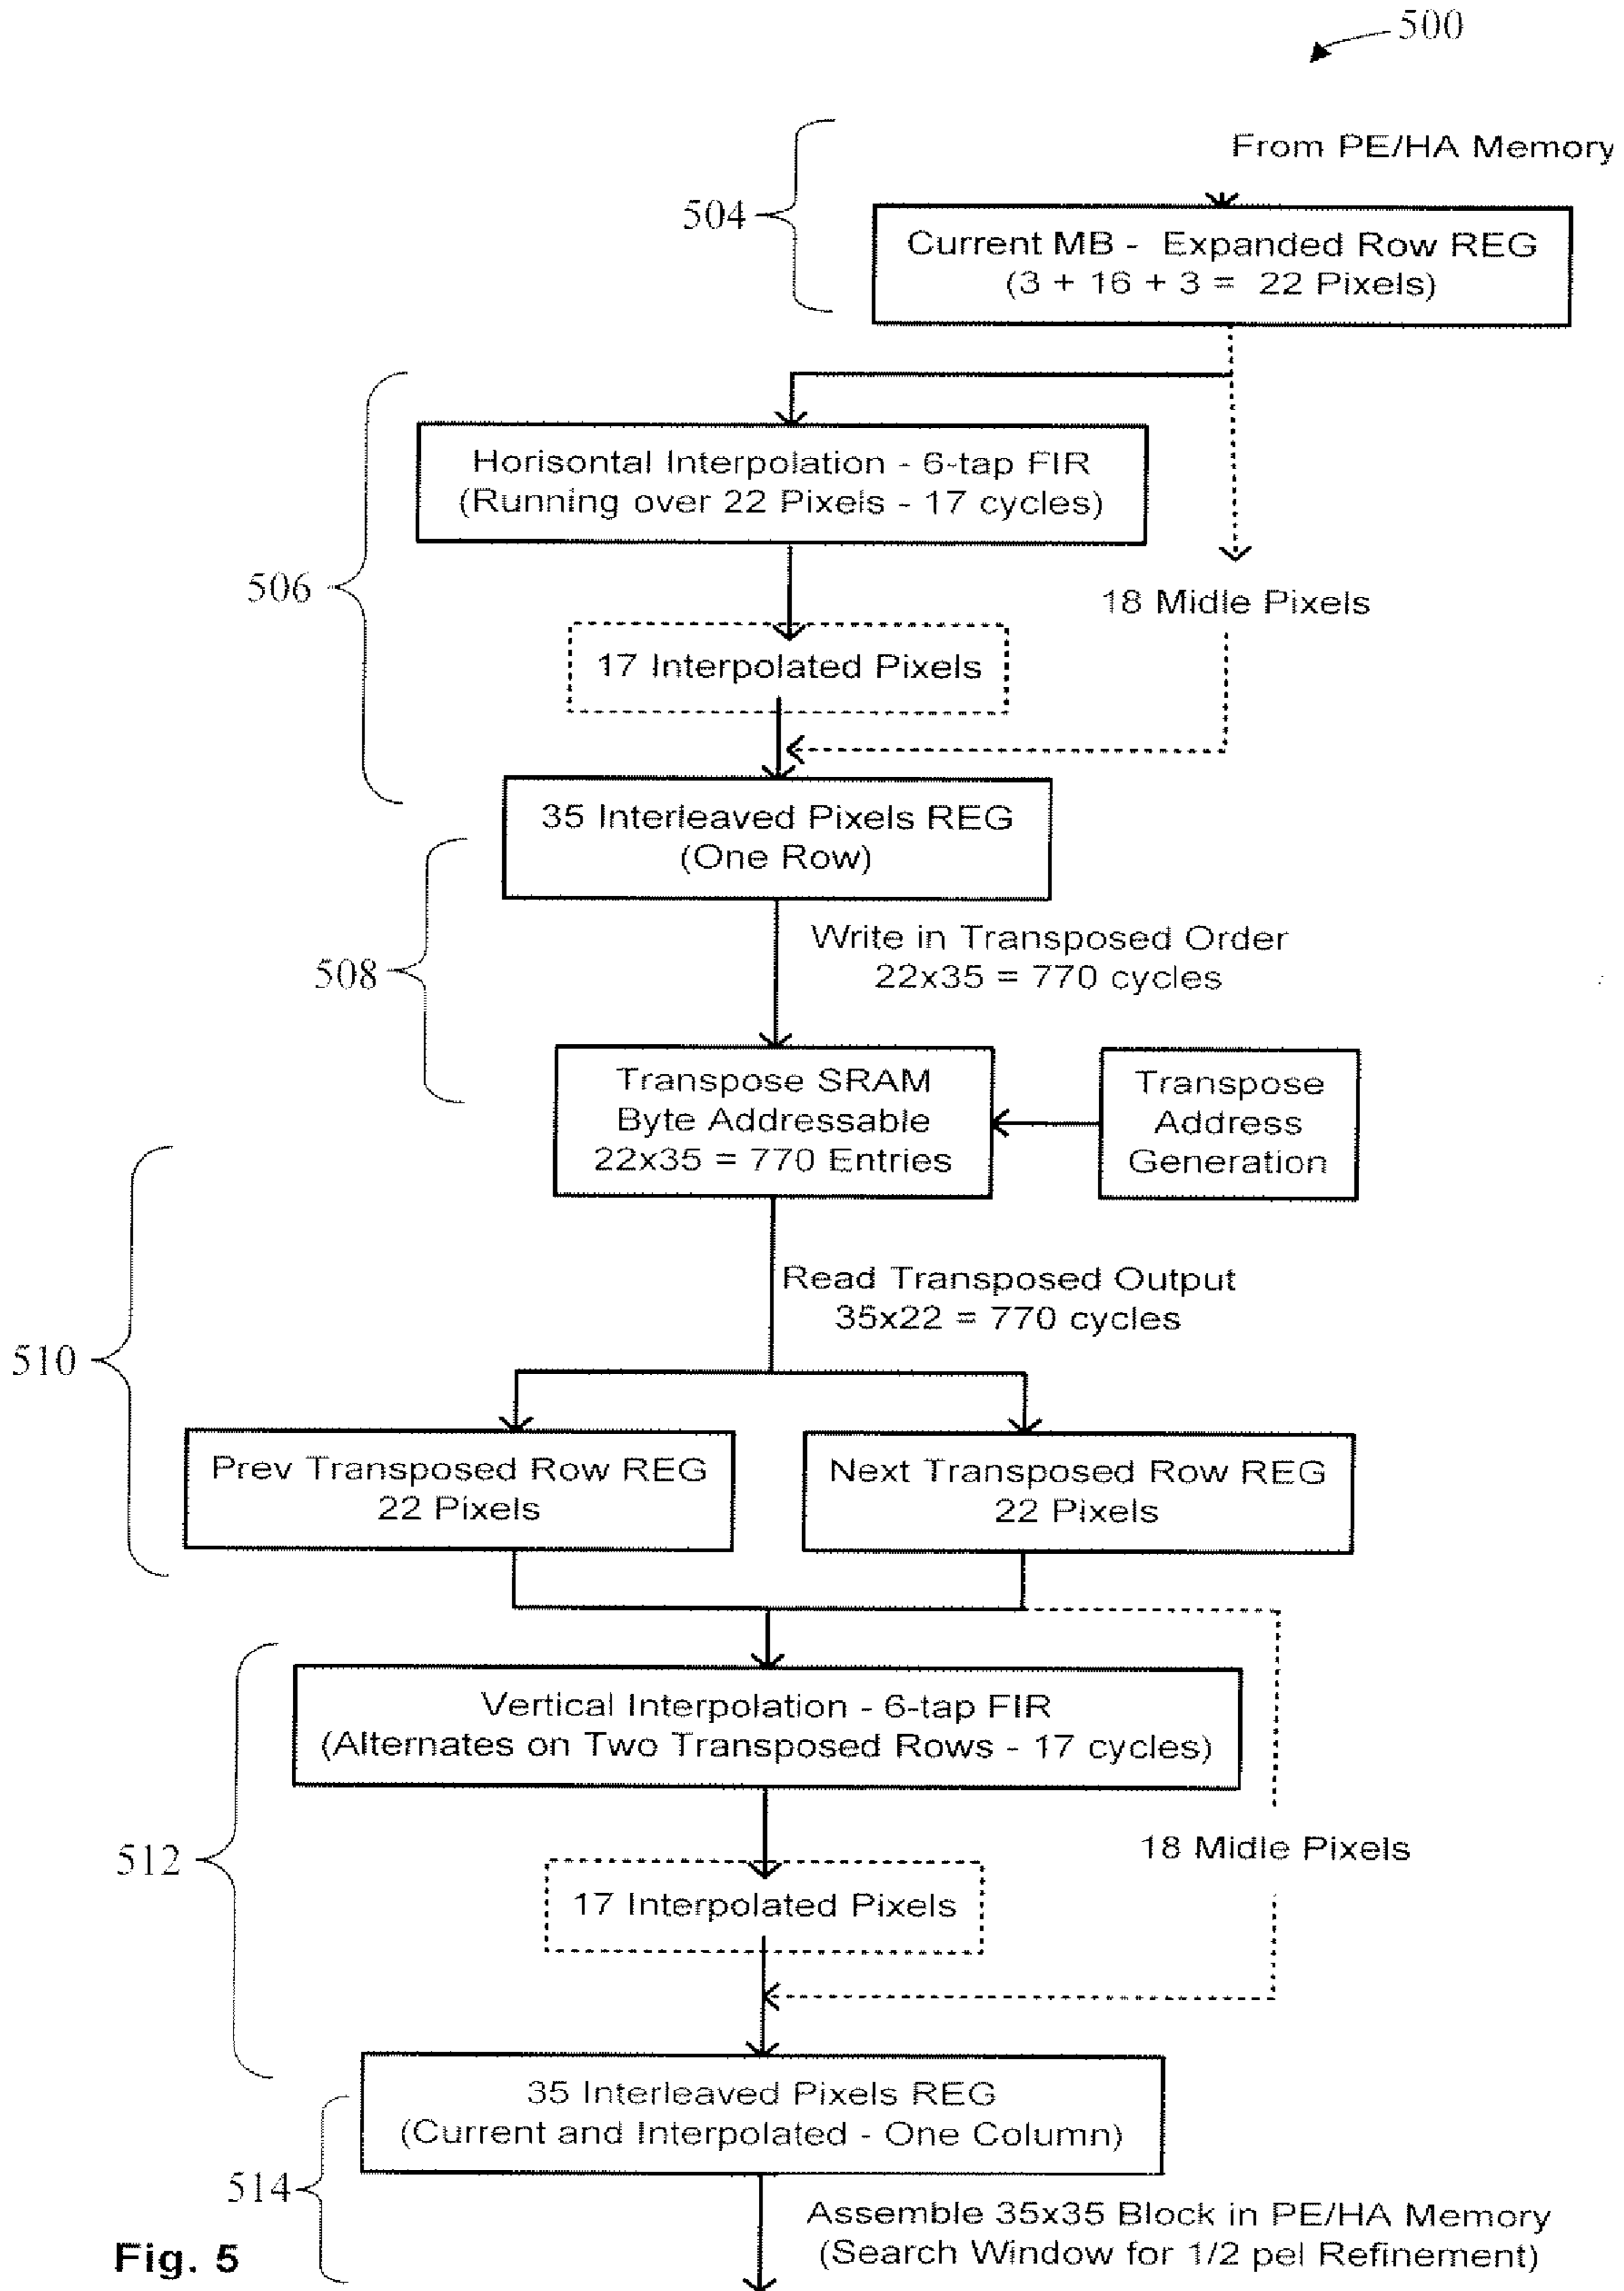 500
From PE/HA Memory
504
Current MB - Expanded Row REG
(3 + 16 + 3 = 22 Pixels)
Horisontal Interpolation - 6-tap FIR
(Running over 22 Pixels - 17 cycles)
506
18 Midle Pixels
17 Interpolated Pixels
35 Interleaved Pixels REG
(One Row)
508
Write in Transposed Order
22x35 = 770 cycles
Transpose SRAM
Byte Addressable
22x35 = 770 Entries
Transpose
Address
Generation
Read Transposed Output
35x22 = 770 cycles
510
Prev Transposed Row REG
22 Pixels
Next Transposed Row REG
22 Pixels
Vertical Interpolation - 6-tap FIR
(Alternates on Two Transposed Rows - 17 cycles)
512
18 Midle Pixels
17 Interpolated Pixels
35 Interleaved Pixels REG
(Current and Interpolated - One Column)
514
Assemble 35x35 Block in PE/HA Memory
(Search Window for 1/2 pel Refinement)
Fig. 5